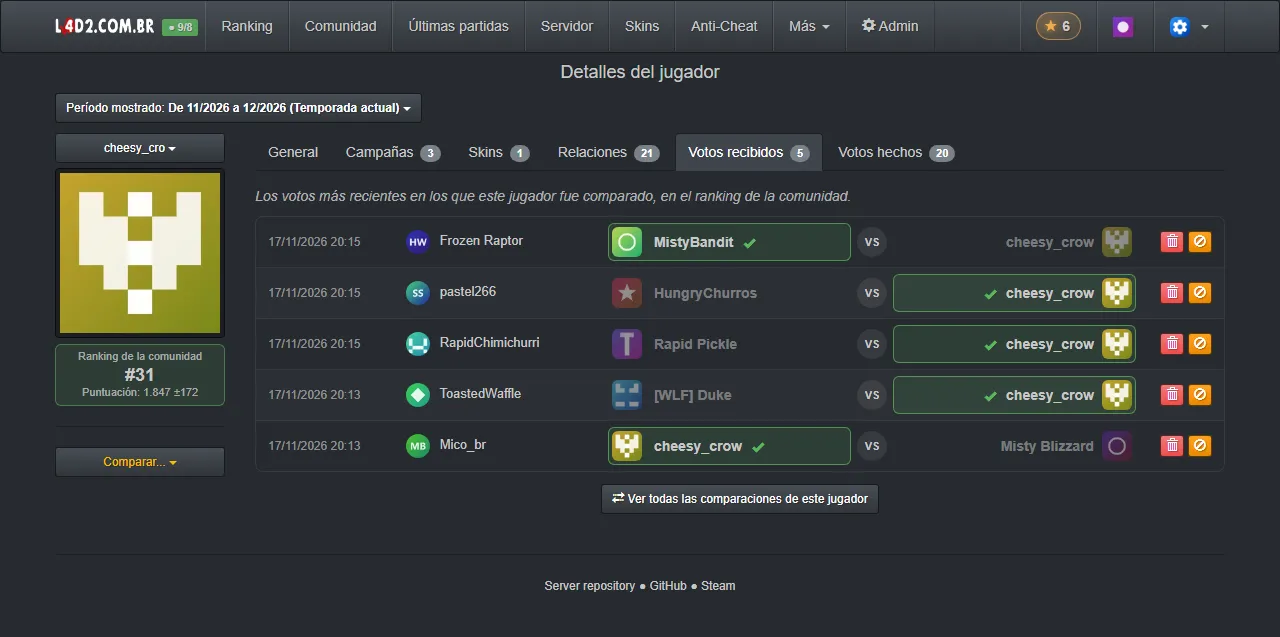 L4D2.COM.BR ● 9/8 Ranking Comunidad Últimas partidas Servidor Skins Anti-Cheat Más Admin ★ 6
Detalles del jugador
Período mostrado: De 11/2026 a 12/2026 (Temporada actual)
cheesy_cro
General Campañas 3 Skins 1 Relaciones 21 Votos recibidos 5 Votos hechos 20
Los votos más recientes en los que este jugador fue comparado, en el ranking de la comunidad.
17/11/2026 20:15 HW Frozen Raptor MistyBandit ✔ VS cheesy_crow
17/11/2026 20:15 SS pastel266 HungryChurros VS ✔ cheesy_crow
17/11/2026 20:15 RapidChimichurri T Rapid Pickle VS ✔ cheesy_crow
17/11/2026 20:13 ToastedWaffle [WLF] Duke VS ✔ cheesy_crow
17/11/2026 20:13 MB Mico_br cheesy_crow ✔ VS Misty Blizzard
Ranking de la comunidad
#31
Puntuación: 1.847 ±172
Comparar...
Ver todas las comparaciones de este jugador
Server repository ● GitHub ● Steam